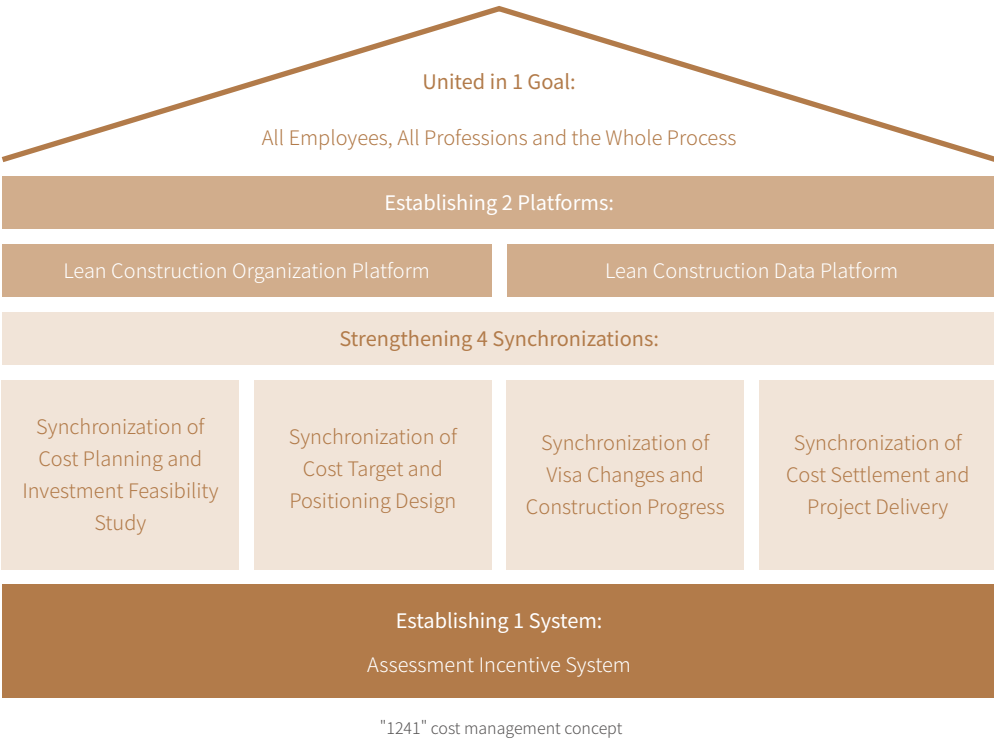 United in 1 Goal:
All Employees, All Professions and the Whole Process
Establishing 2 Platforms:
Lean Construction Organization Platform
Lean Construction Data Platform
Strengthening 4 Synchronizations:
Synchronization of
Cost Planning and
Investment Feasibility
Study
Synchronization of
Cost Target and
Positioning Design
Synchronization of
Visa Changes and
Construction Progress
Synchronization of
Cost Settlement and
Project Delivery
Establishing 1 System:
Assessment Incentive System
"1241" cost management concept